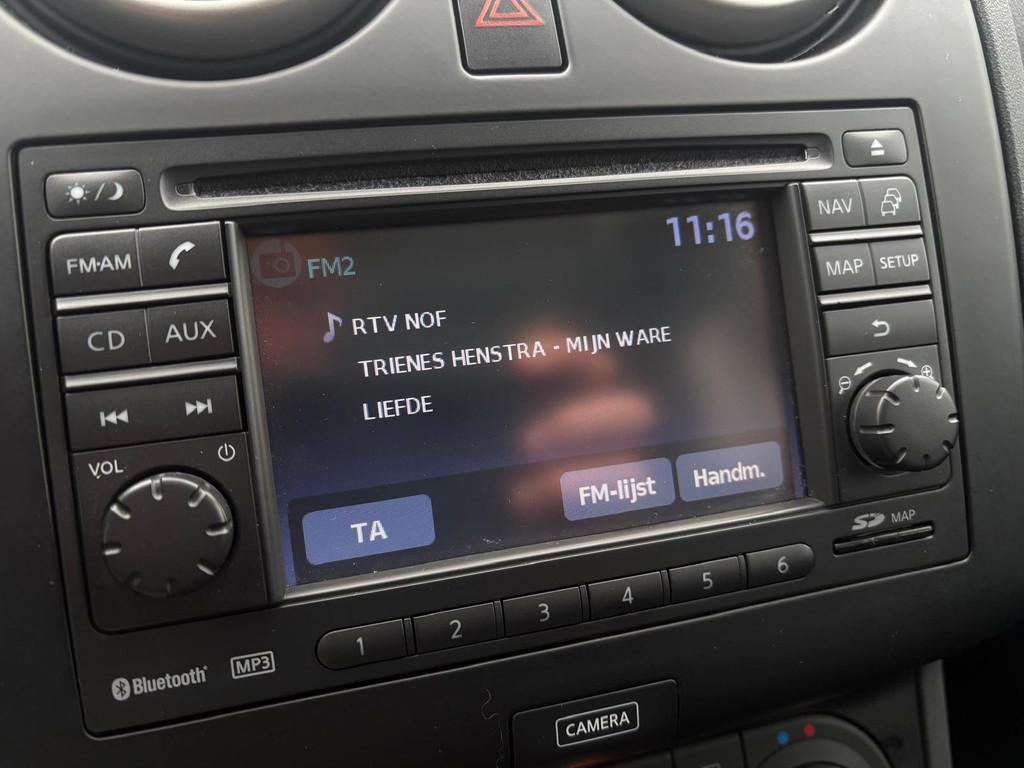 FM·AM
CD
AUX
VOL
FM2
11:16
RTV NOF
TRIENES HENSTRA - MIJN WARE
LIEFDE
TA
FM-lijst
Handm.
NAV
MAP
SETUP
SD MAP
1 2 3 4 5 6
Bluetooth
MP3
CAMERA